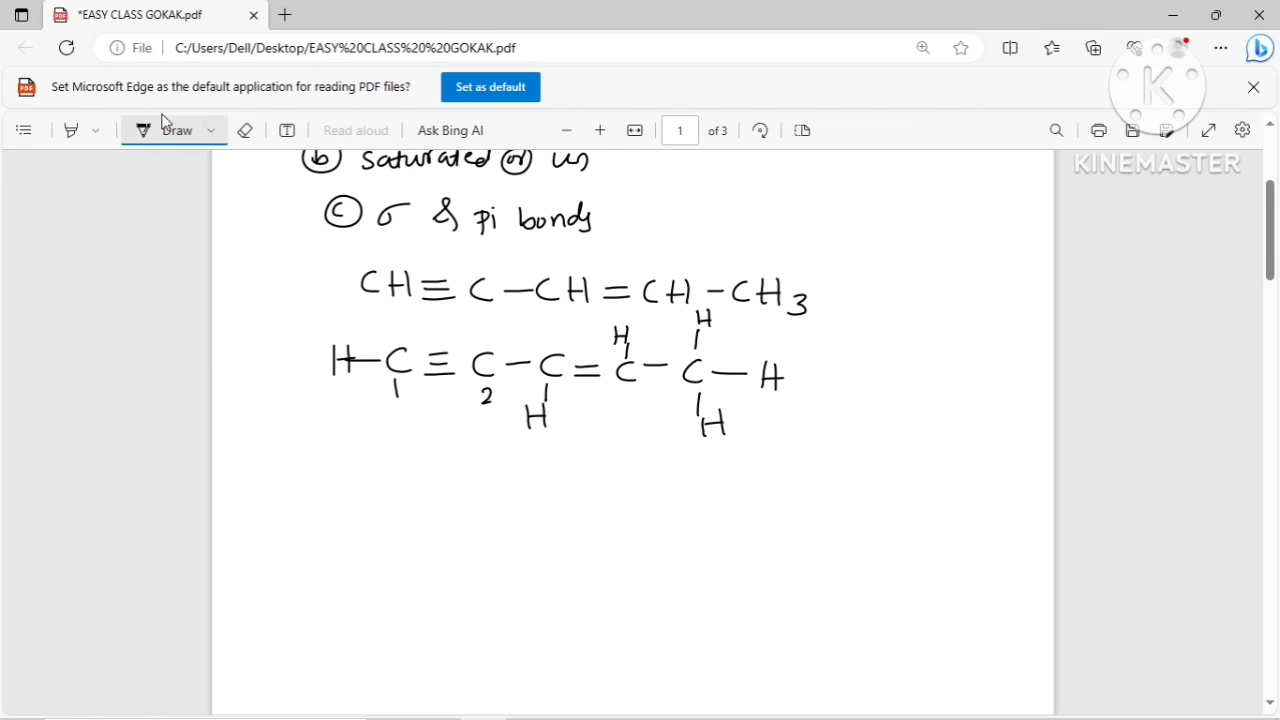 *EASY CLASS GOKAK.pdf
File C:/Users/Dell/Desktop/EASY%20CLASS%20%20GOKAK.pdf
Set Microsoft Edge as the default application for reading PDF files? Set as default
Draw Read aloud Ask Bing AI 1 of 3
K
KINEMASTER
(b) saturated (or) us
(c) σ & pi bonds
CH≡C—CH=CH-CH3
H H
H—C≡C-C=C-C—H
1 2 H H